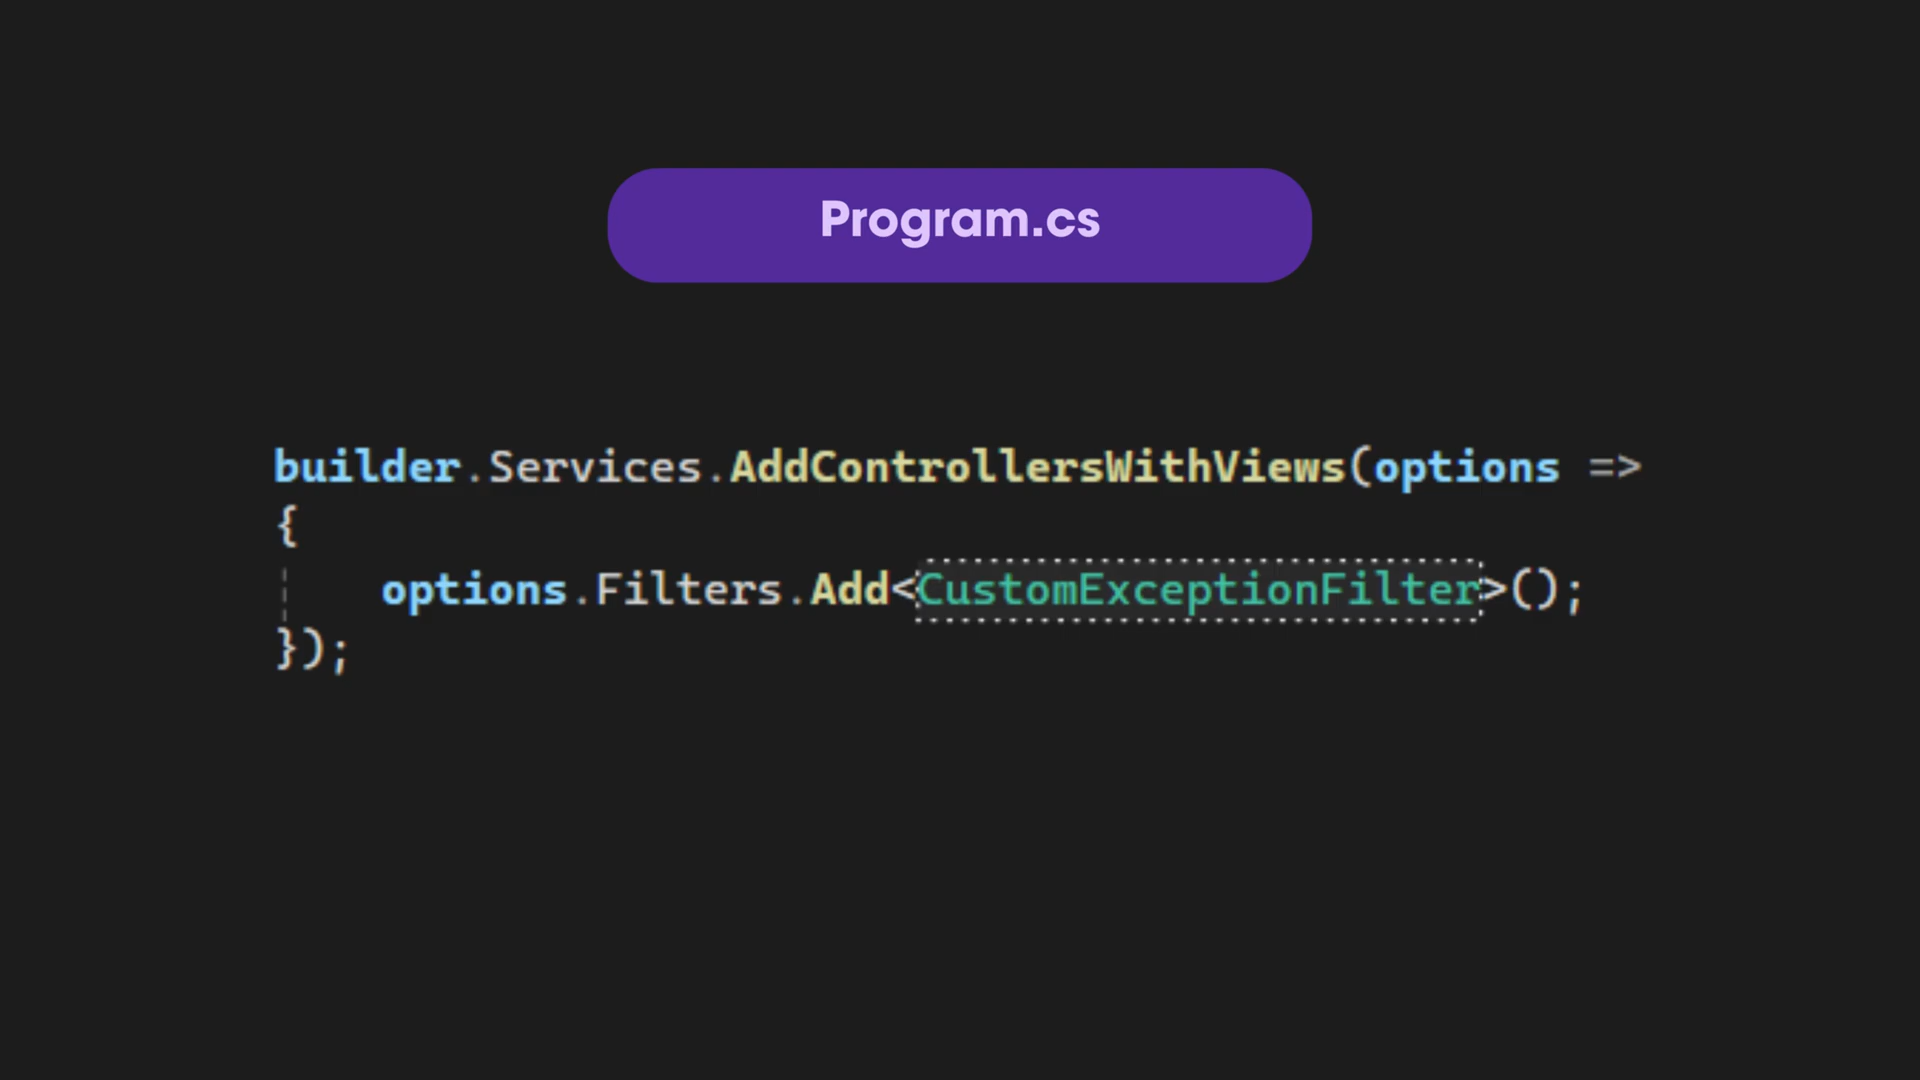 Program.cs
builder.Services.AddControllersWithViews(options =>
{
    options.Filters.Add<CustomExceptionFilter>();
});